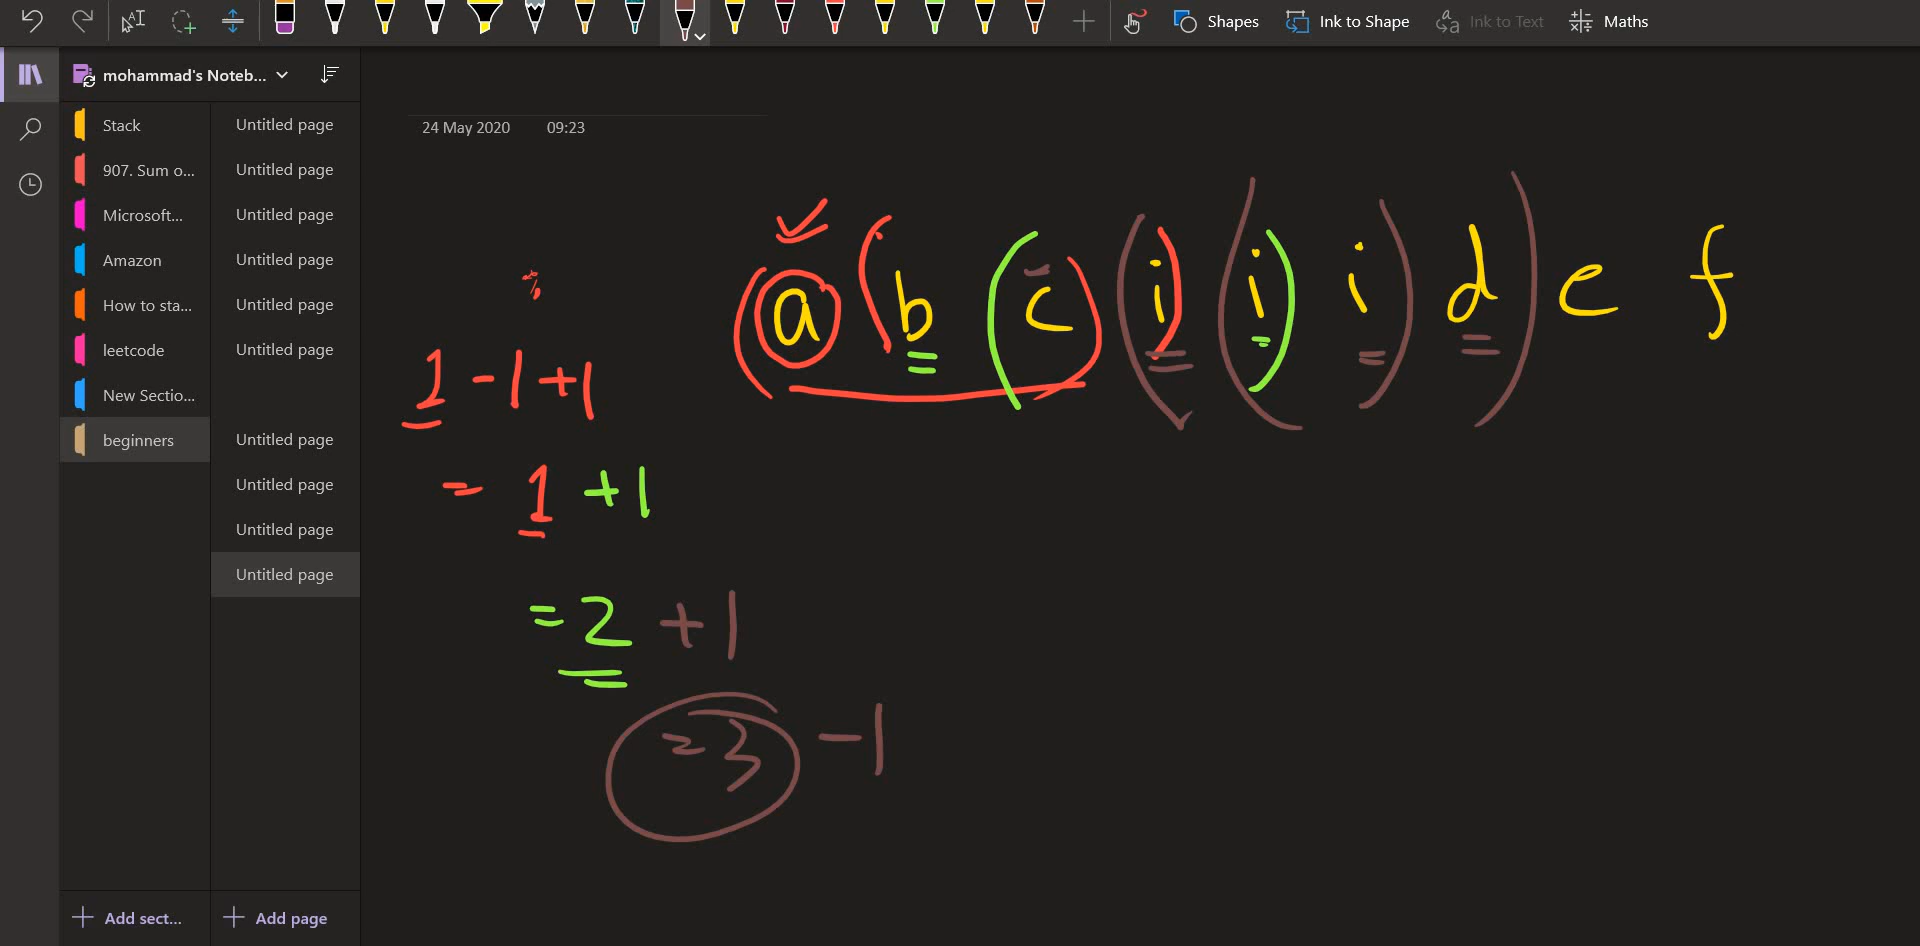 Shapes Ink to Shape Ink to Text Maths
mohammad's Noteb...
Stack
907. Sum o...
Microsoft...
Amazon
How to sta...
leetcode
New Sectio...
beginners
Add sect...
Untitled page
Untitled page
Untitled page
Untitled page
Untitled page
Untitled page
Untitled page
Untitled page
Untitled page
Untitled page
Add page
24 May 2020 09:23
(a (b (c) (i) (i) i) d) e f
1 - 1 + 1
= 1 + 1
= 2 + 1
= 3 - 1